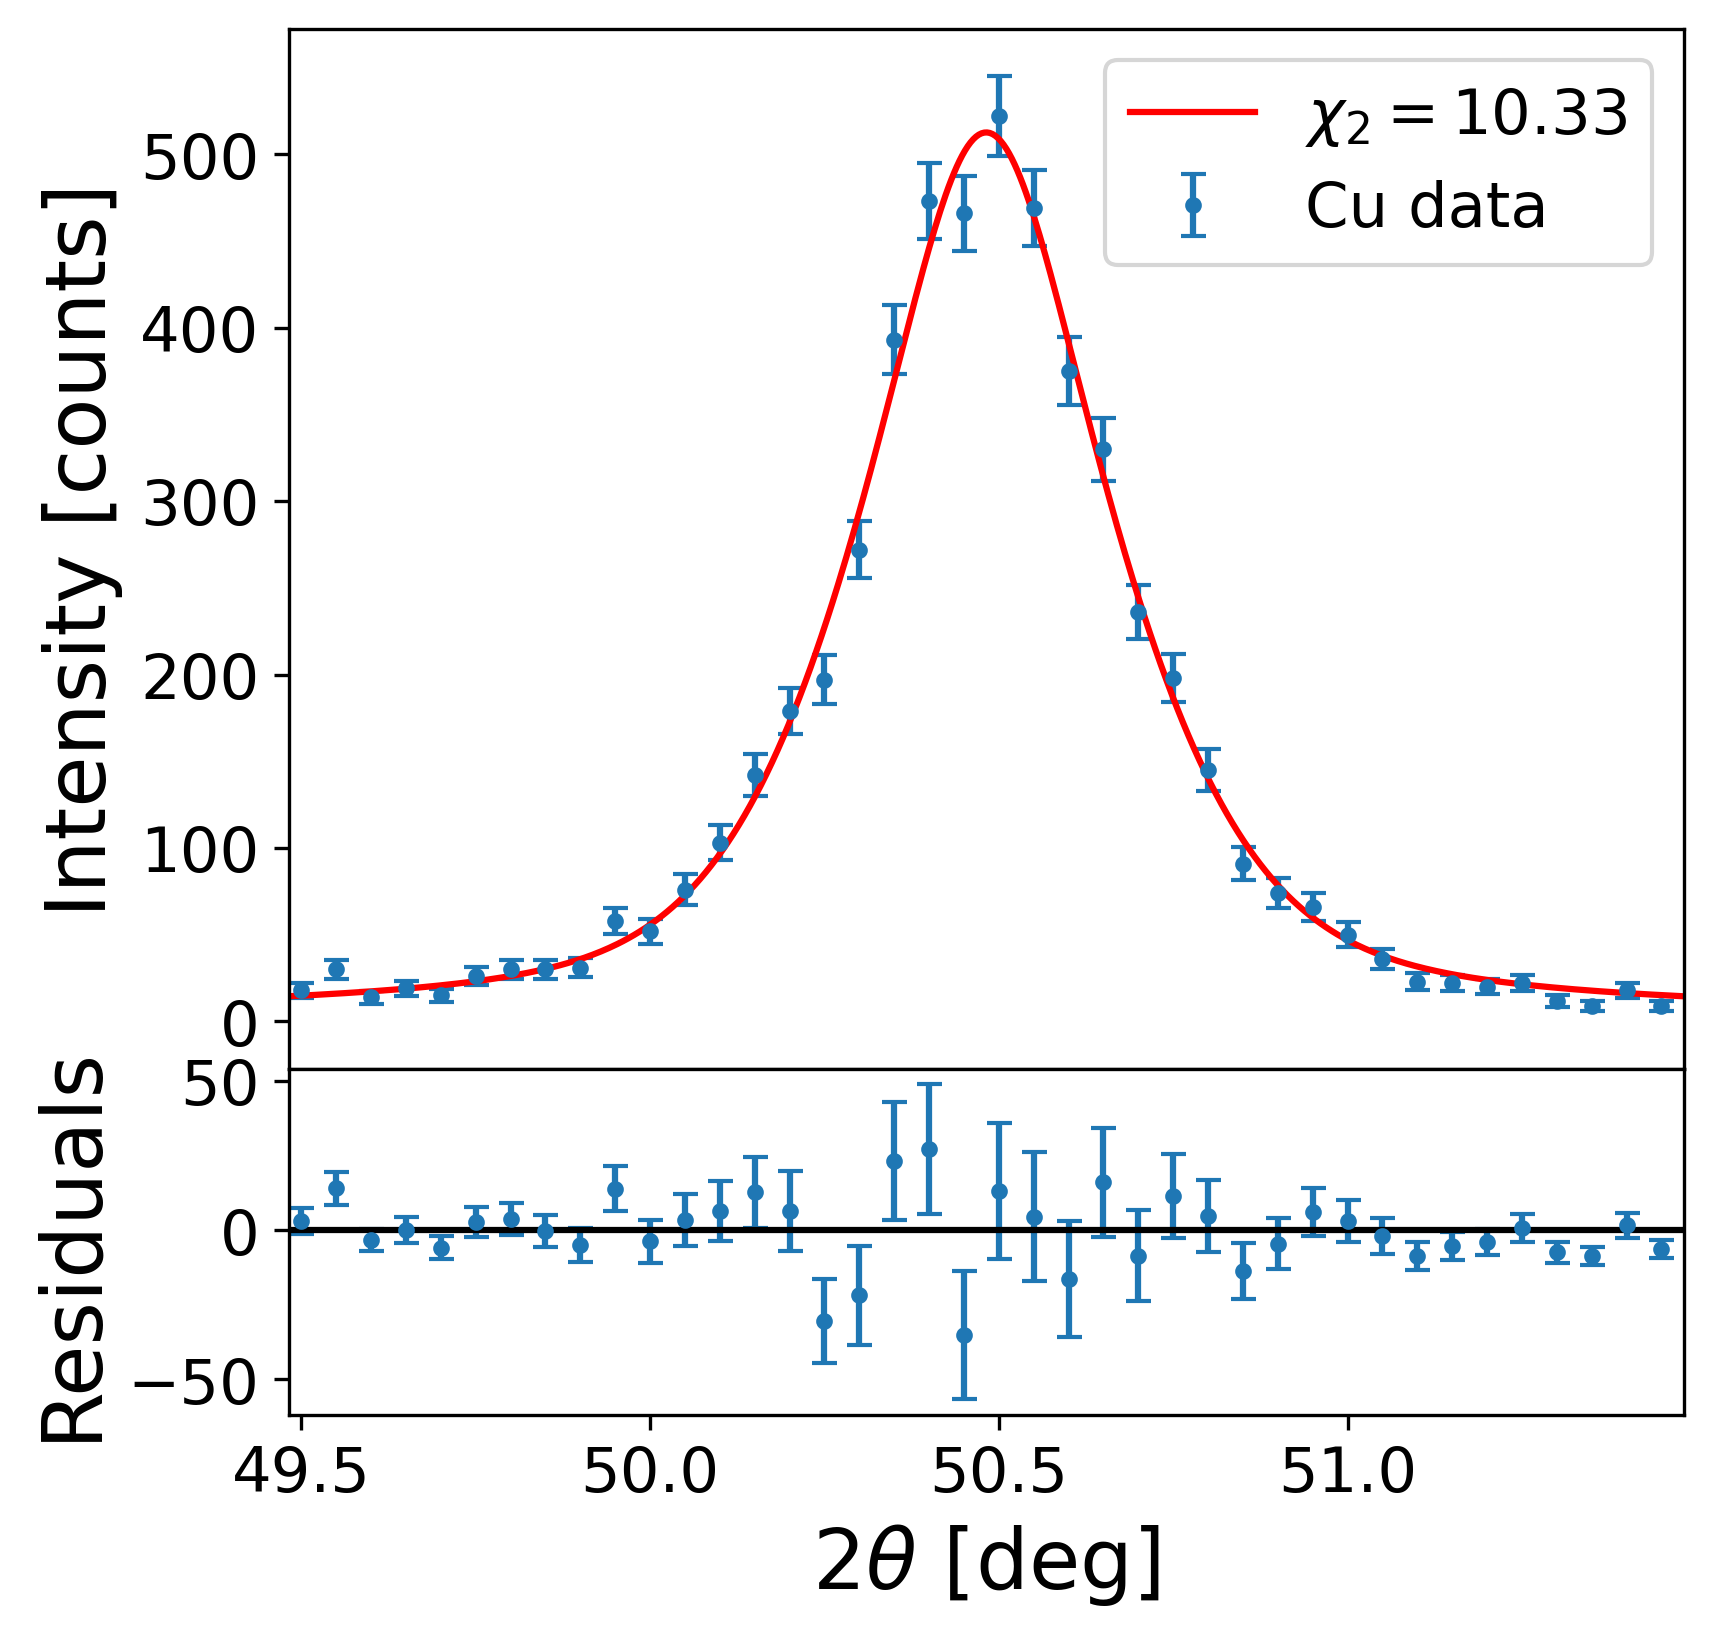 χ₂ = 10.33
Cu data
Intensity [counts]
500
400
300
200
100
0
Residuals
50
0
−50
49.5 50.0 50.5 51.0
2θ [deg]